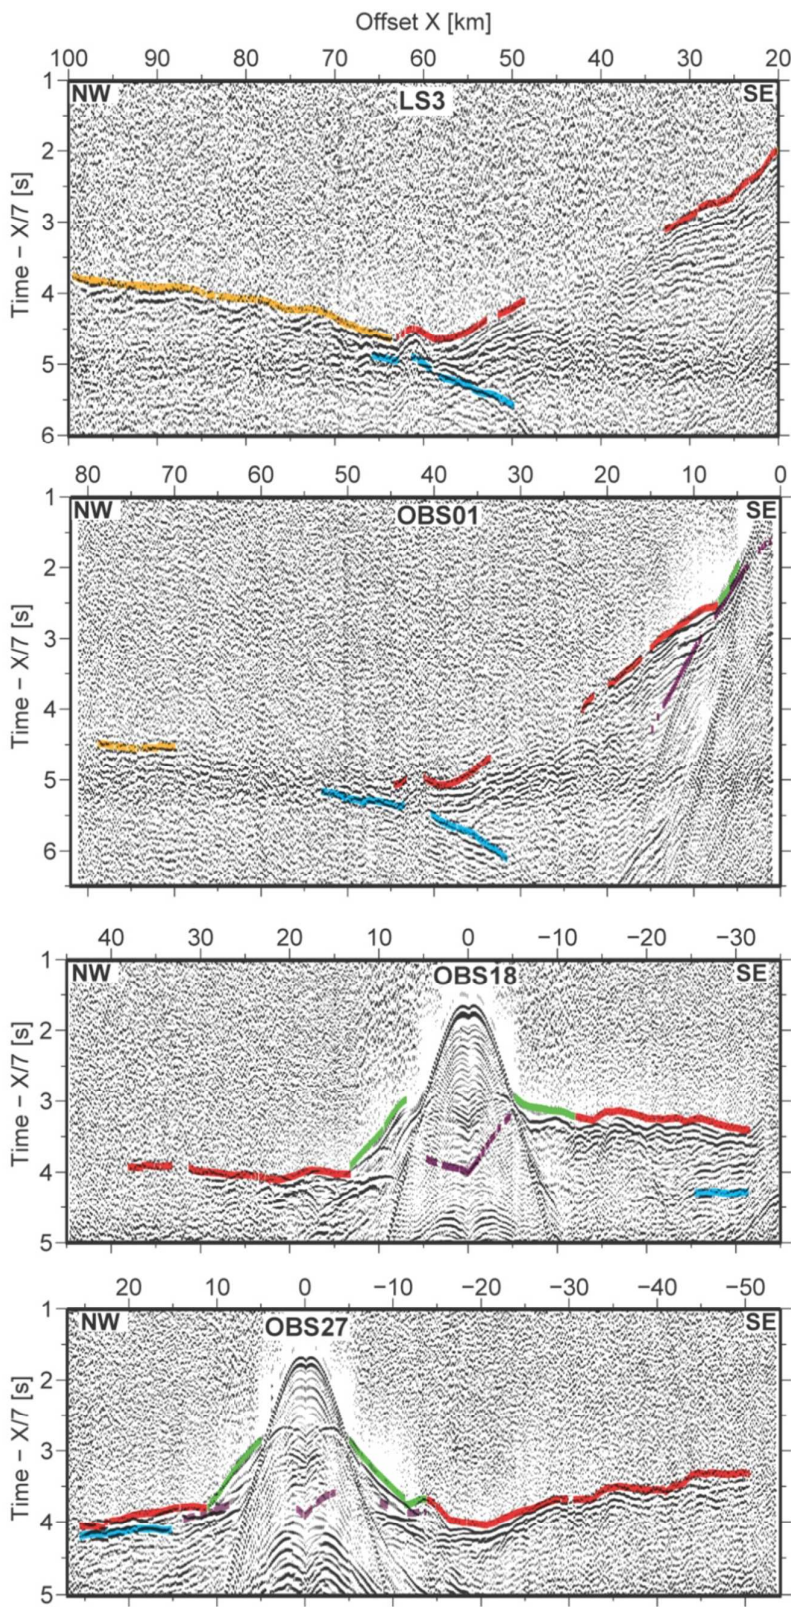 Offset X [km]
100 90 80 70 60 50 40 30 20
NW LS3 SE
1
2
3
4
5
6
Time – X/7 [s]
80 70 60 50 40 30 20 10 0
NW OBS01 SE
1
2
3
4
5
6
Time – X/7 [s]
40 30 20 10 0 −10 −20 −30
NW OBS18 SE
1
2
3
4
5
Time – X/7 [s]
20 10 0 −10 −20 −30 −40 −50
NW OBS27 SE
1
2
3
4
5
Time – X/7 [s]